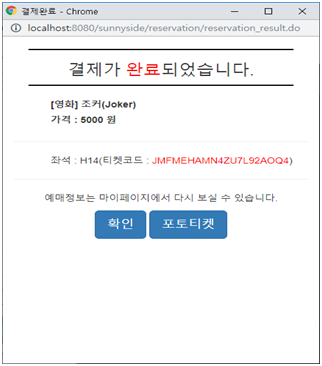 결제완료 - Chrome
localhost:8080/sunnyside/reservation/reservation_result.do
결제가 완료되었습니다.
[영화] 조커(Joker)
가격 : 5000 원
좌석 : H14(티켓코드 : JMFMEHAMN4ZU7L92AOQ4)
예매정보는 마이페이지에서 다시 보실 수 있습니다.
확인 포토티켓